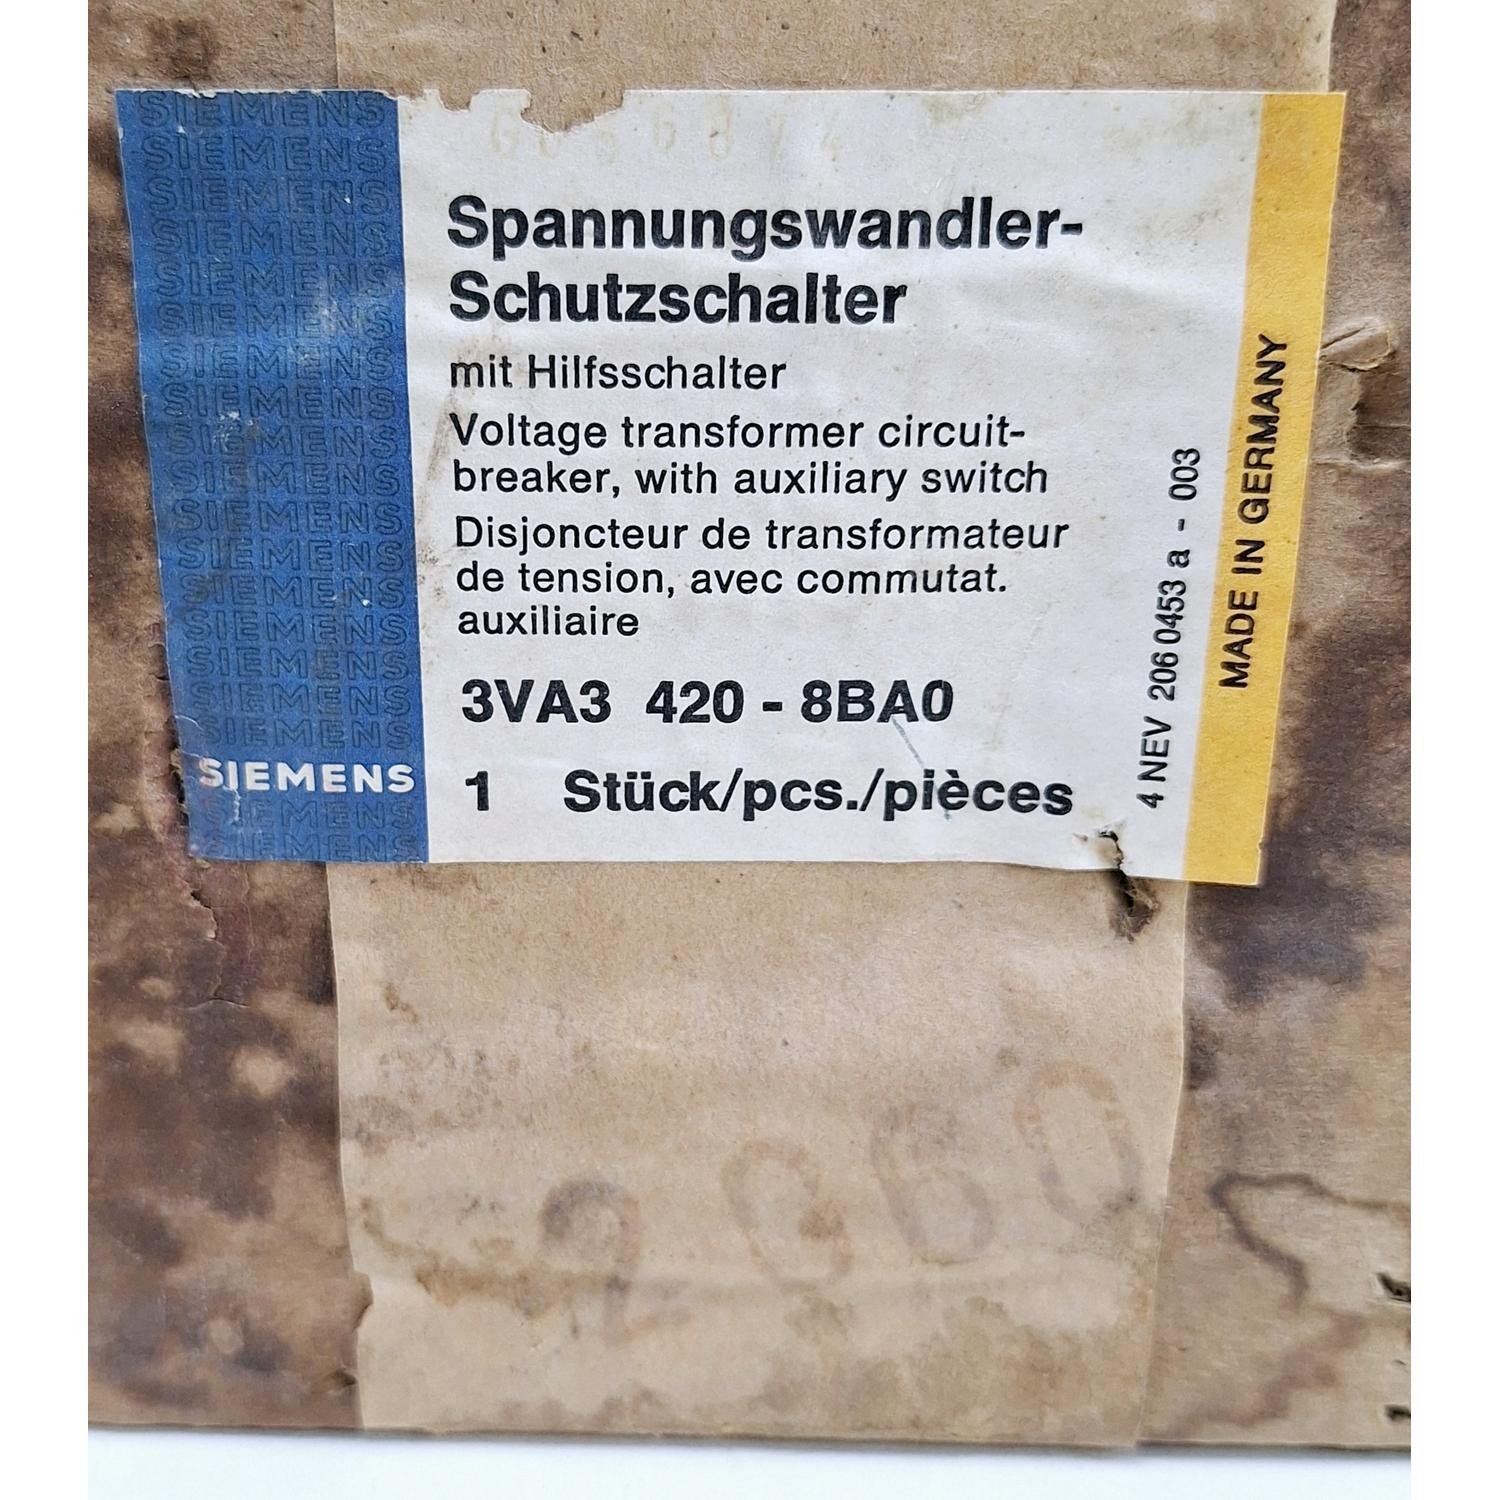 SIEMENS
Spannungswandler-
Schutzschalter
mit Hilfsschalter
Voltage transformer circuit-
breaker, with auxiliary switch
Disjoncteur de transformateur
de tension, avec commutat.
auxiliaire
3VA3 420 - 8BA0
1 Stück/pcs./pièces
4 NEV 206 0453 a - 003
MADE IN GERMANY